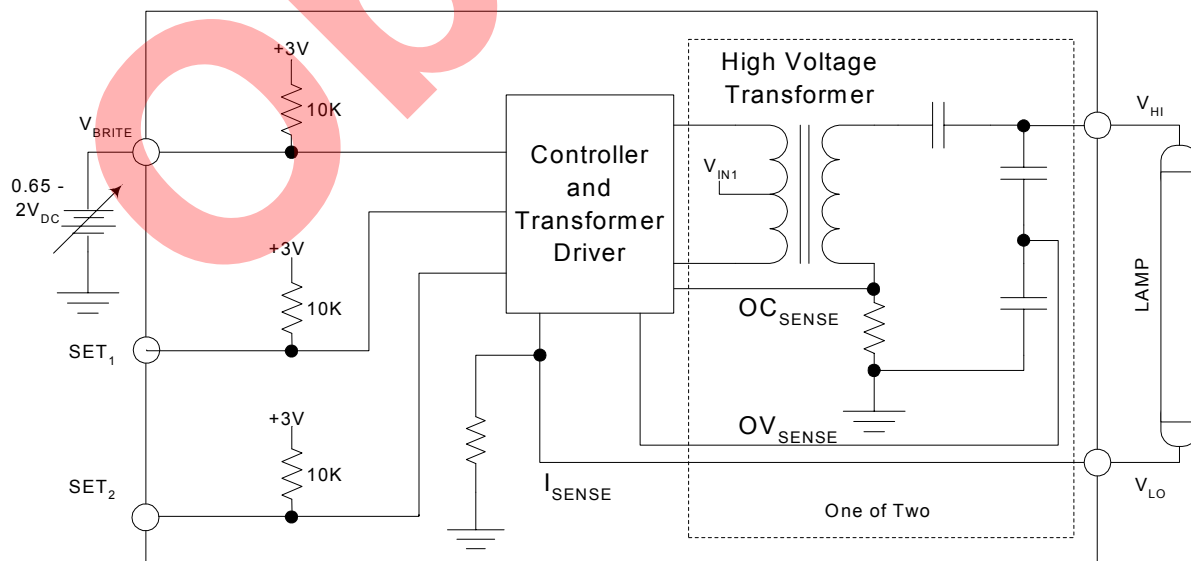 +3V
10K
V_BRITE
0.65 -
2V_DC
+3V
10K
SET_1
+3V
10K
SET_2
Controller
and
Transformer
Driver
High Voltage
Transformer
V_IN1
OC_SENSE
OV_SENSE
I_SENSE
One of Two
V_HI
LAMP
V_LO